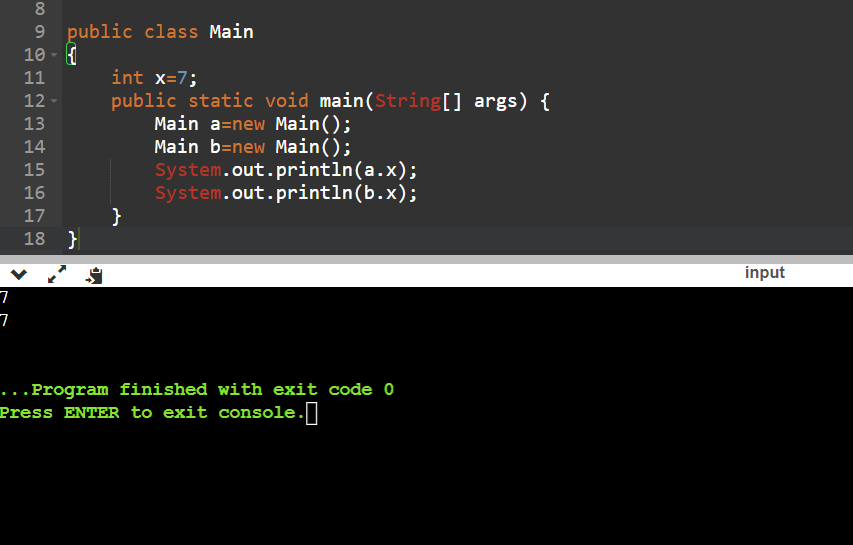 8
9 public class Main
10 {
11 int x=7;
12 public static void main(String[] args) {
13 Main a=new Main();
14 Main b=new Main();
15 System.out.println(a.x);
16 System.out.println(b.x);
17 }
18 }
input
7
7
...Program finished with exit code 0
Press ENTER to exit console.